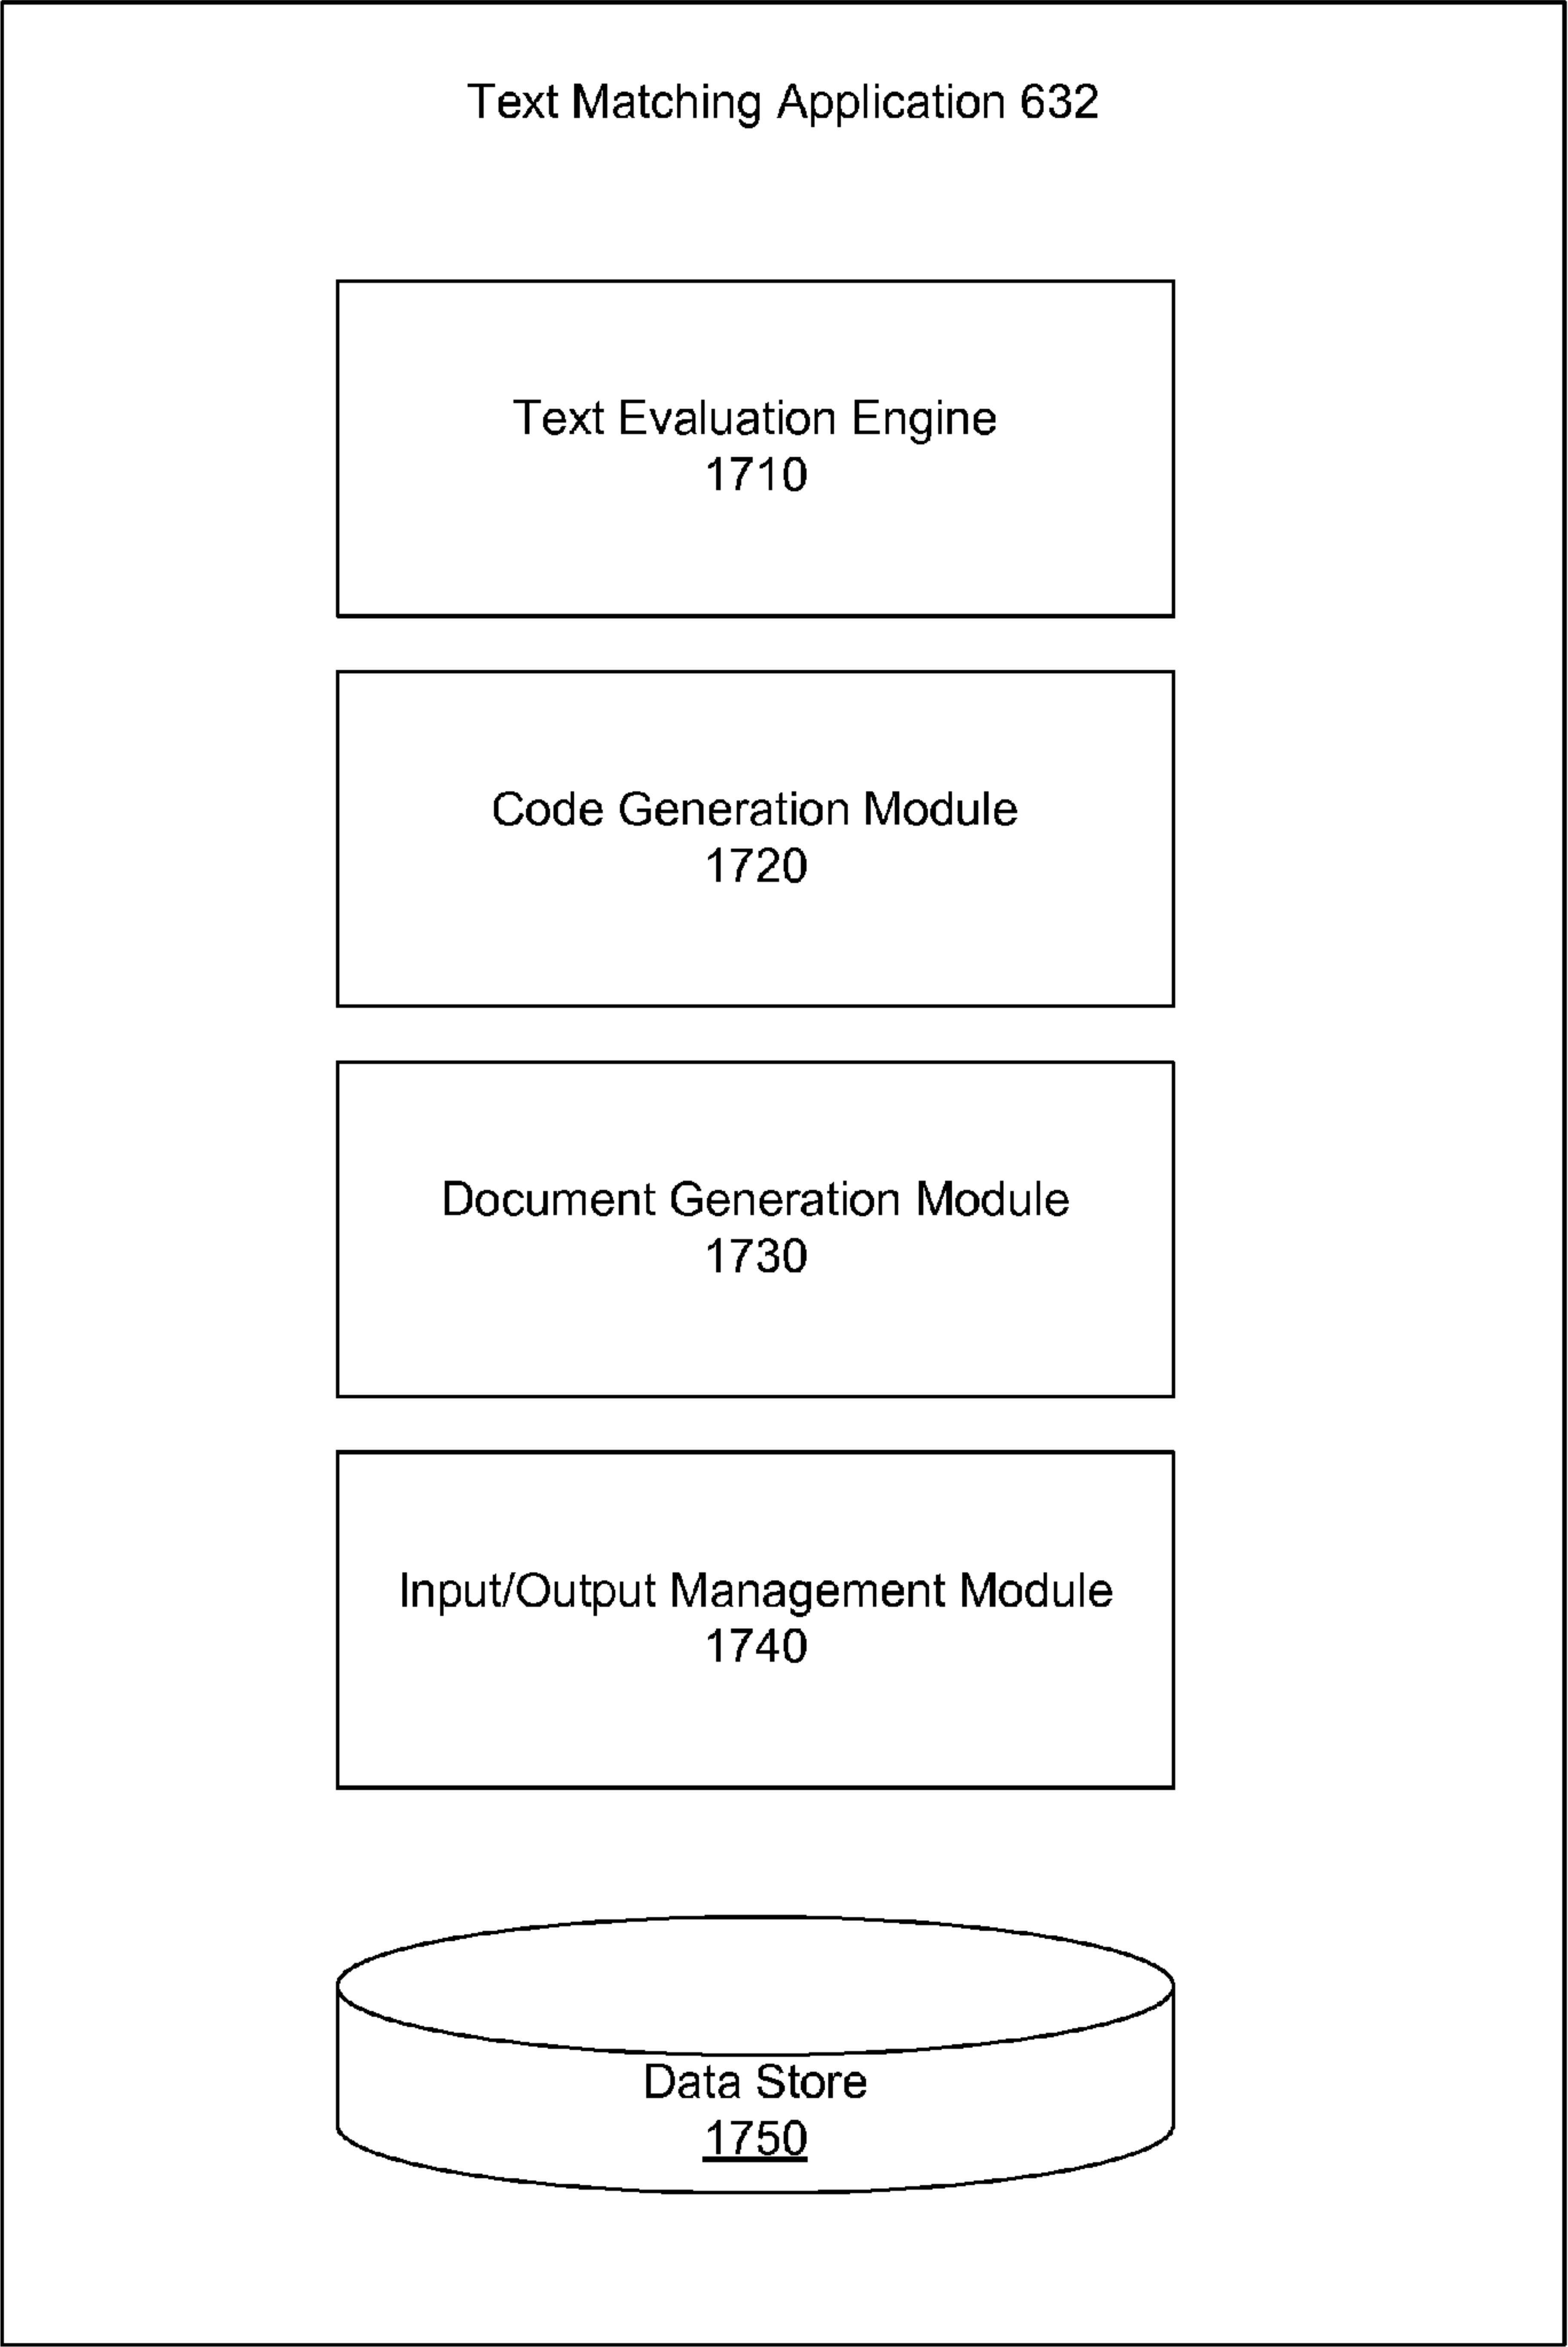 Text Matching Application 632
Text Evaluation Engine
1710
Code Generation Module
1720
Document Generation Module
1730
Input/Output Management Module
1740
Data Store
1750